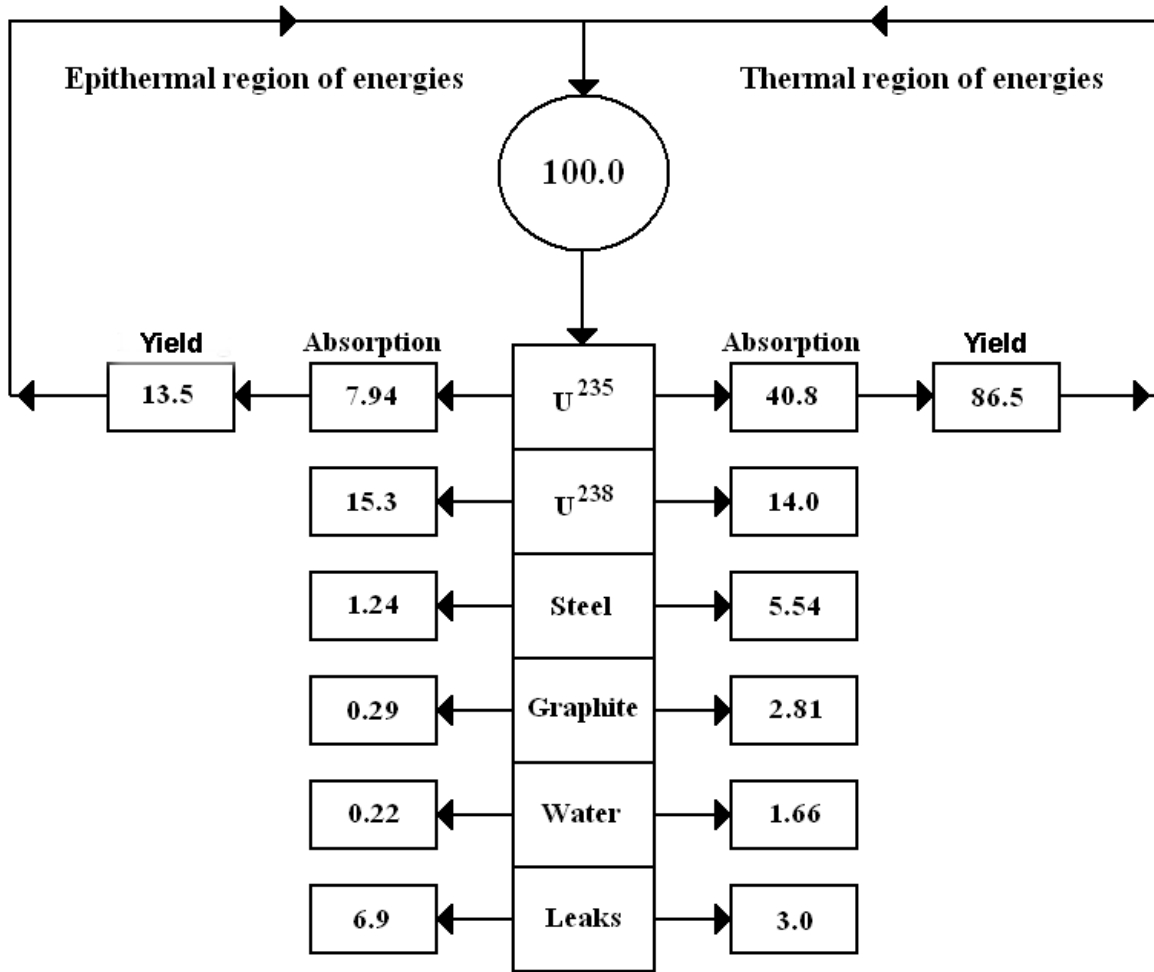 Epithermal region of energies
Thermal region of energies
100.0
Yield
Absorption
Absorption
Yield
13.5
7.94
U²³⁵
40.8
86.5
15.3
U²³⁸
14.0
1.24
Steel
5.54
0.29
Graphite
2.81
0.22
Water
1.66
6.9
Leaks
3.0